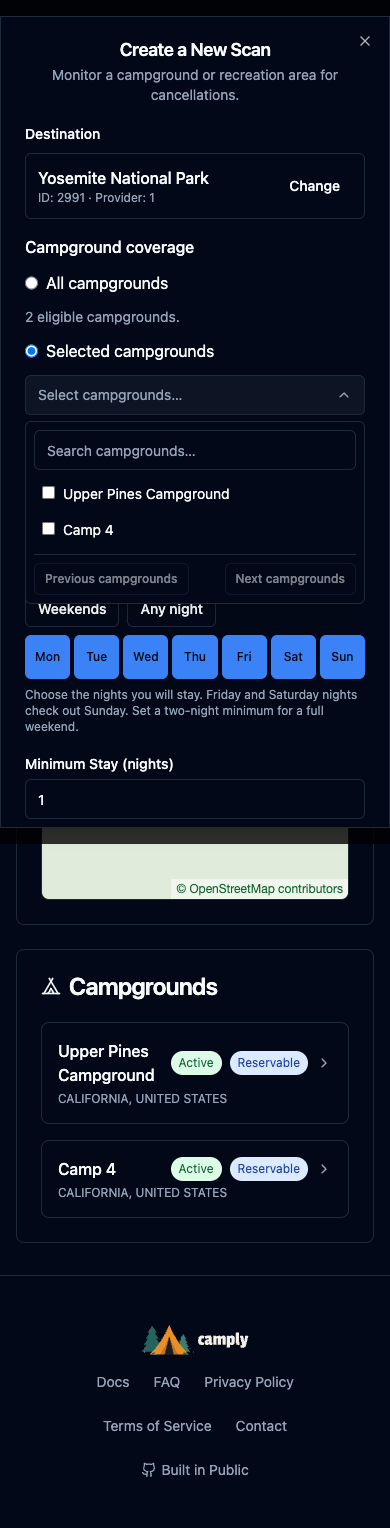 Create a New Scan
Monitor a campground or recreation area for
cancellations.
Destination
Yosemite National Park
ID: 2991 · Provider: 1
Change
Campground coverage
All campgrounds
2 eligible campgrounds.
Selected campgrounds
Select campgrounds...
Search campgrounds...
Upper Pines Campground
Camp 4
Previous campgrounds
Next campgrounds
Weekends
Any night
Mon
Tue
Wed
Thu
Fri
Sat
Sun
Choose the nights you will stay. Friday and Saturday nights
check out Sunday. Set a two-night minimum for a full
weekend.
Minimum Stay (nights)
1
© OpenStreetMap contributors
Campgrounds
Upper Pines
Campground
Active
Reservable
CALIFORNIA, UNITED STATES
Camp 4
Active
Reservable
CALIFORNIA, UNITED STATES
camply
Docs
FAQ
Privacy Policy
Terms of Service
Contact
Built in Public